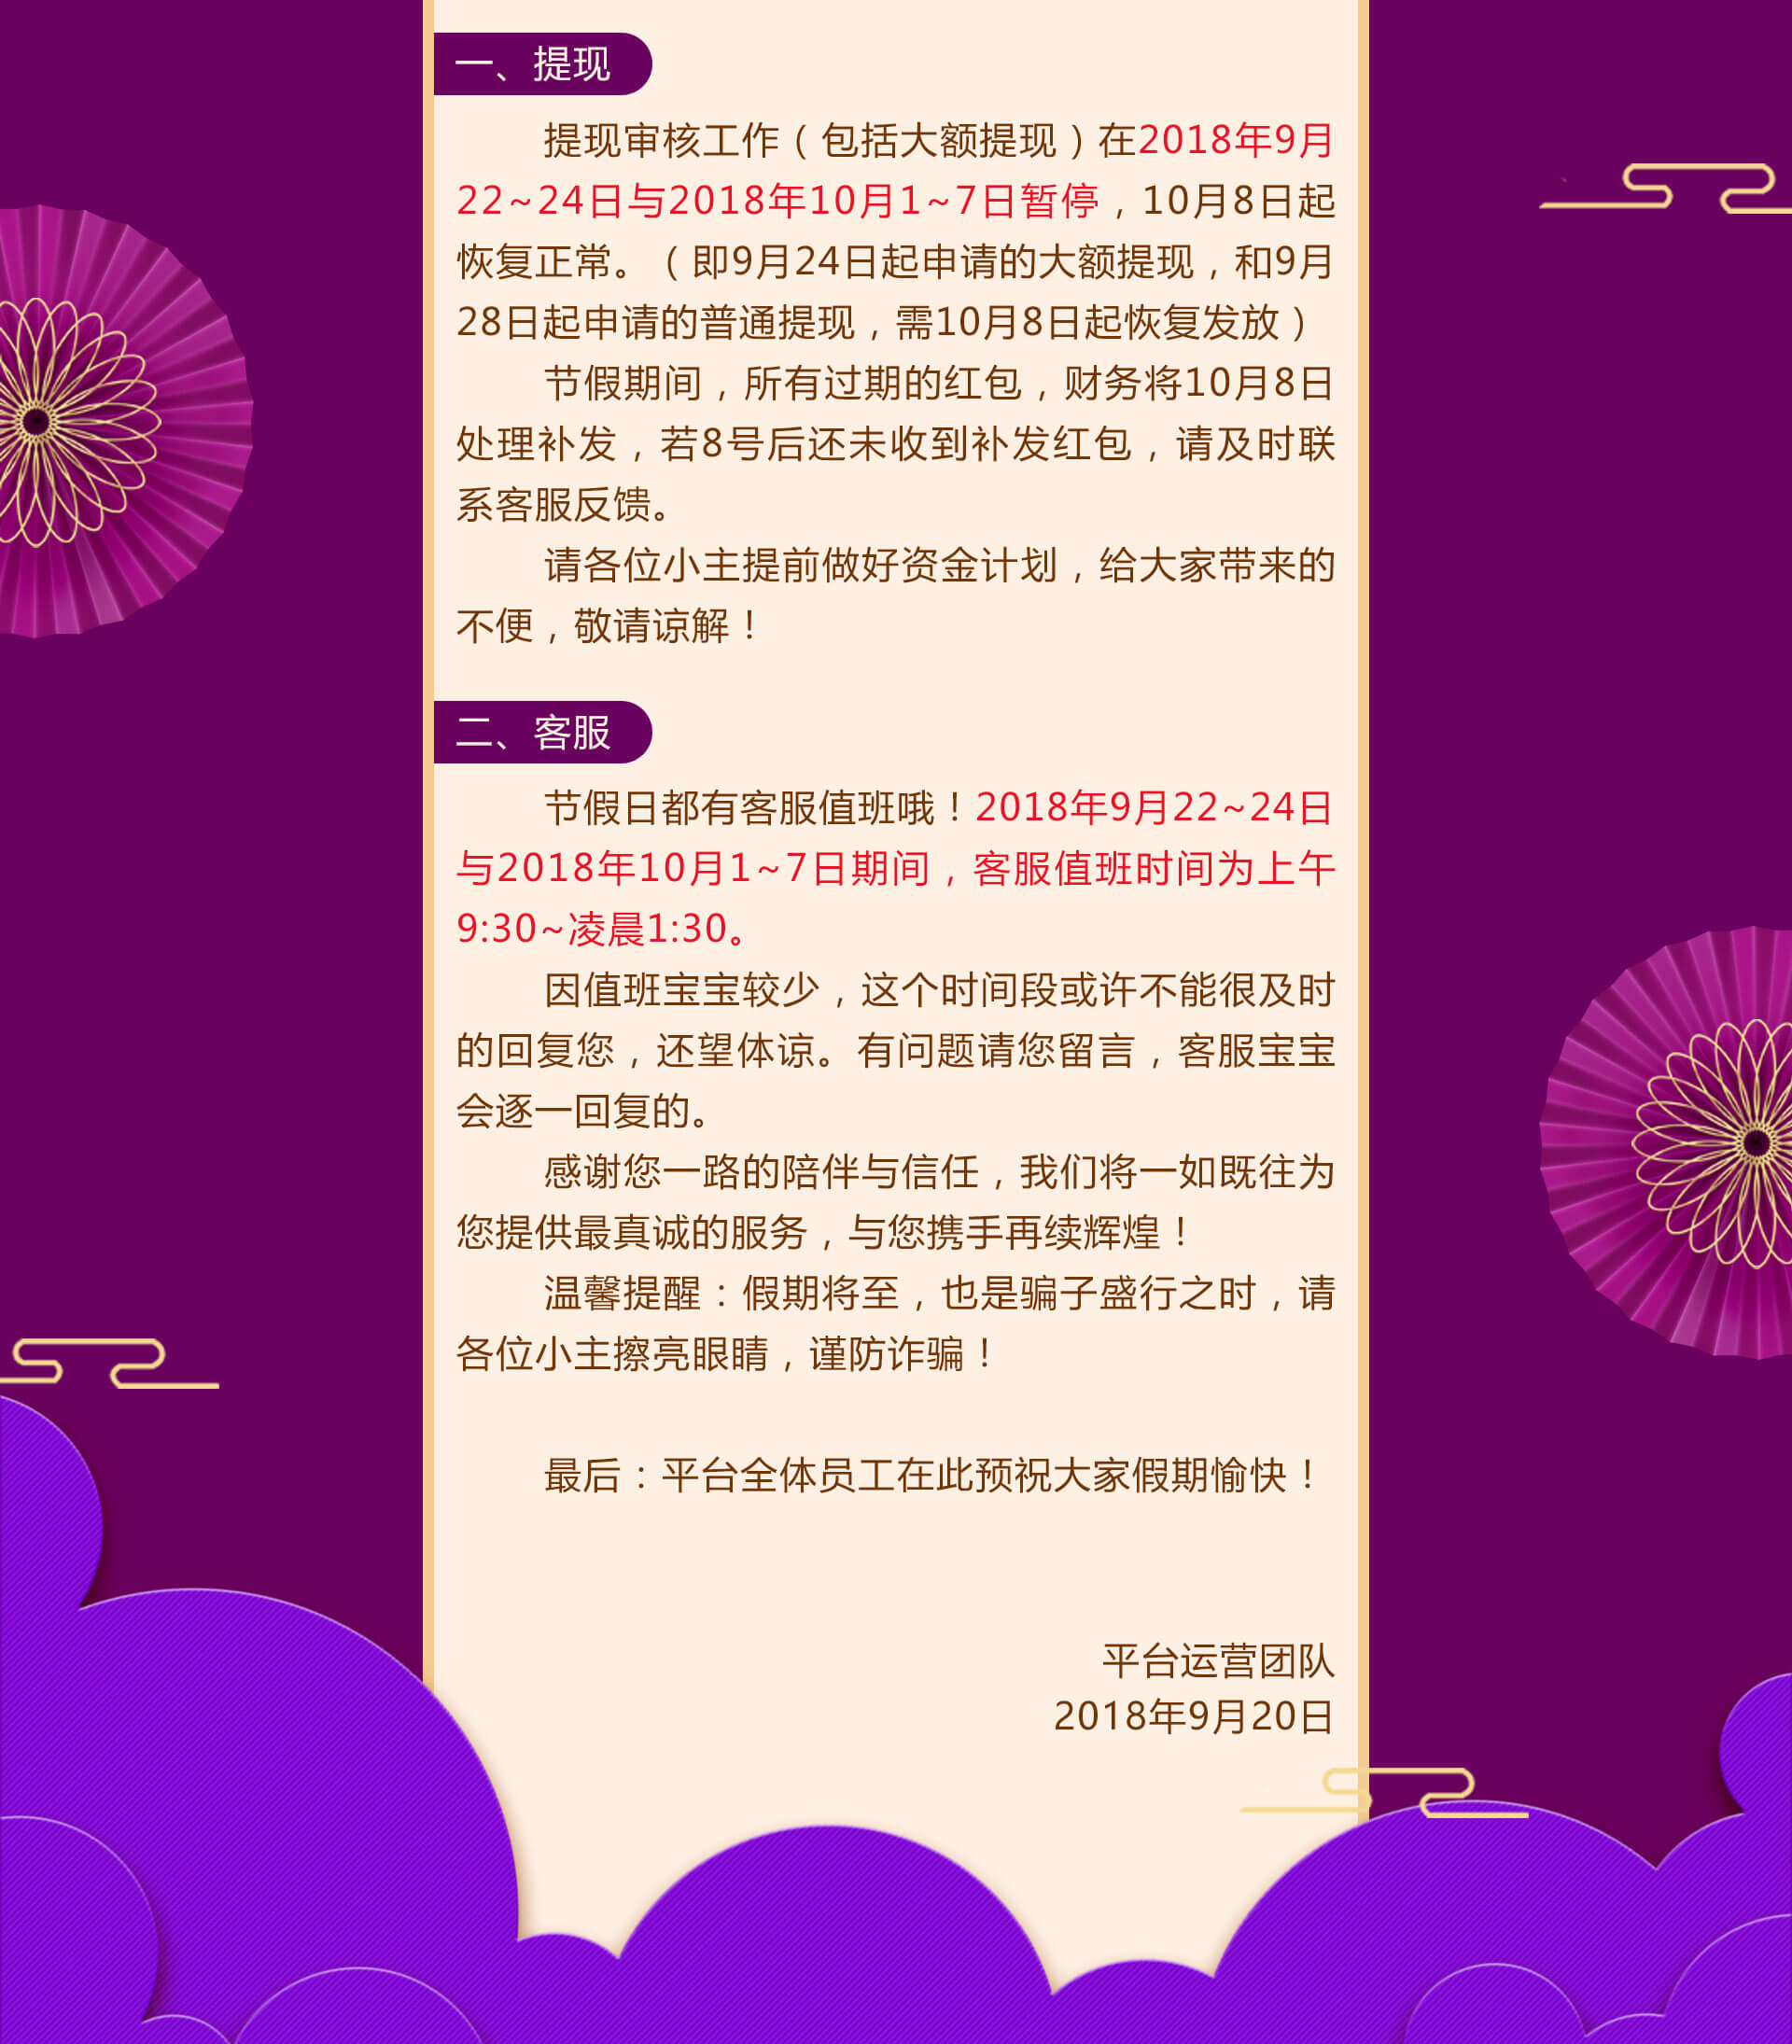 一、提现
提现审核工作（包括大额提现）在2018年9月
22~24日与2018年10月1~7日暂停，10月8日起
恢复正常。（即9月24日起申请的大额提现，和9月
28日起申请的普通提现，需10月8日起恢复发放）
节假期间，所有过期的红包，财务将10月8日
处理补发，若8号后还未收到补发红包，请及时联
系客服反馈。
请各位小主提前做好资金计划，给大家带来的
不便，敬请谅解！
二、客服
节假日都有客服值班哦！2018年9月22~24日
与2018年10月1~7日期间，客服值班时间为上午
9:30~凌晨1:30。
因值班宝宝较少，这个时间段或许不能很及时
的回复您，还望体谅。有问题请您留言，客服宝宝
会逐一回复的。
感谢您一路的陪伴与信任，我们将一如既往为
您提供最真诚的服务，与您携手再续辉煌！
温馨提醒：假期将至，也是骗子盛行之时，请
各位小主擦亮眼睛，谨防诈骗！
最后：平台全体员工在此预祝大家假期愉快！
平台运营团队
2018年9月20日